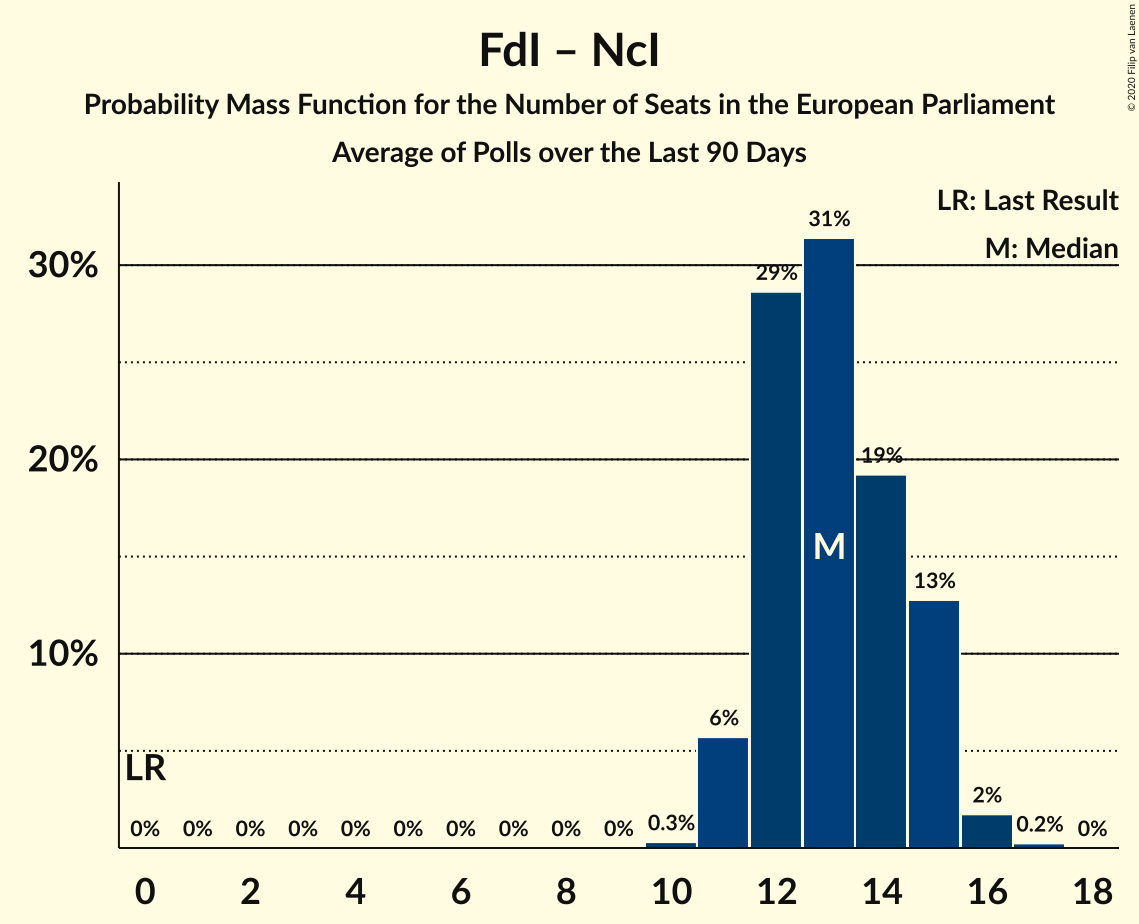 FdI – NcI
Probability Mass Function for the Number of Seats in the European Parliament
Average of Polls over the Last 90 Days
© 2020 Filip van Laenen
LR: Last Result
M: Median
30%
20%
10%
31%
29%
19%
M
13%
6%
LR
2%
0% 0% 0% 0% 0% 0% 0% 0% 0% 0% 0.3% 0.2% 0%
0 2 4 6 8 10 12 14 16 18